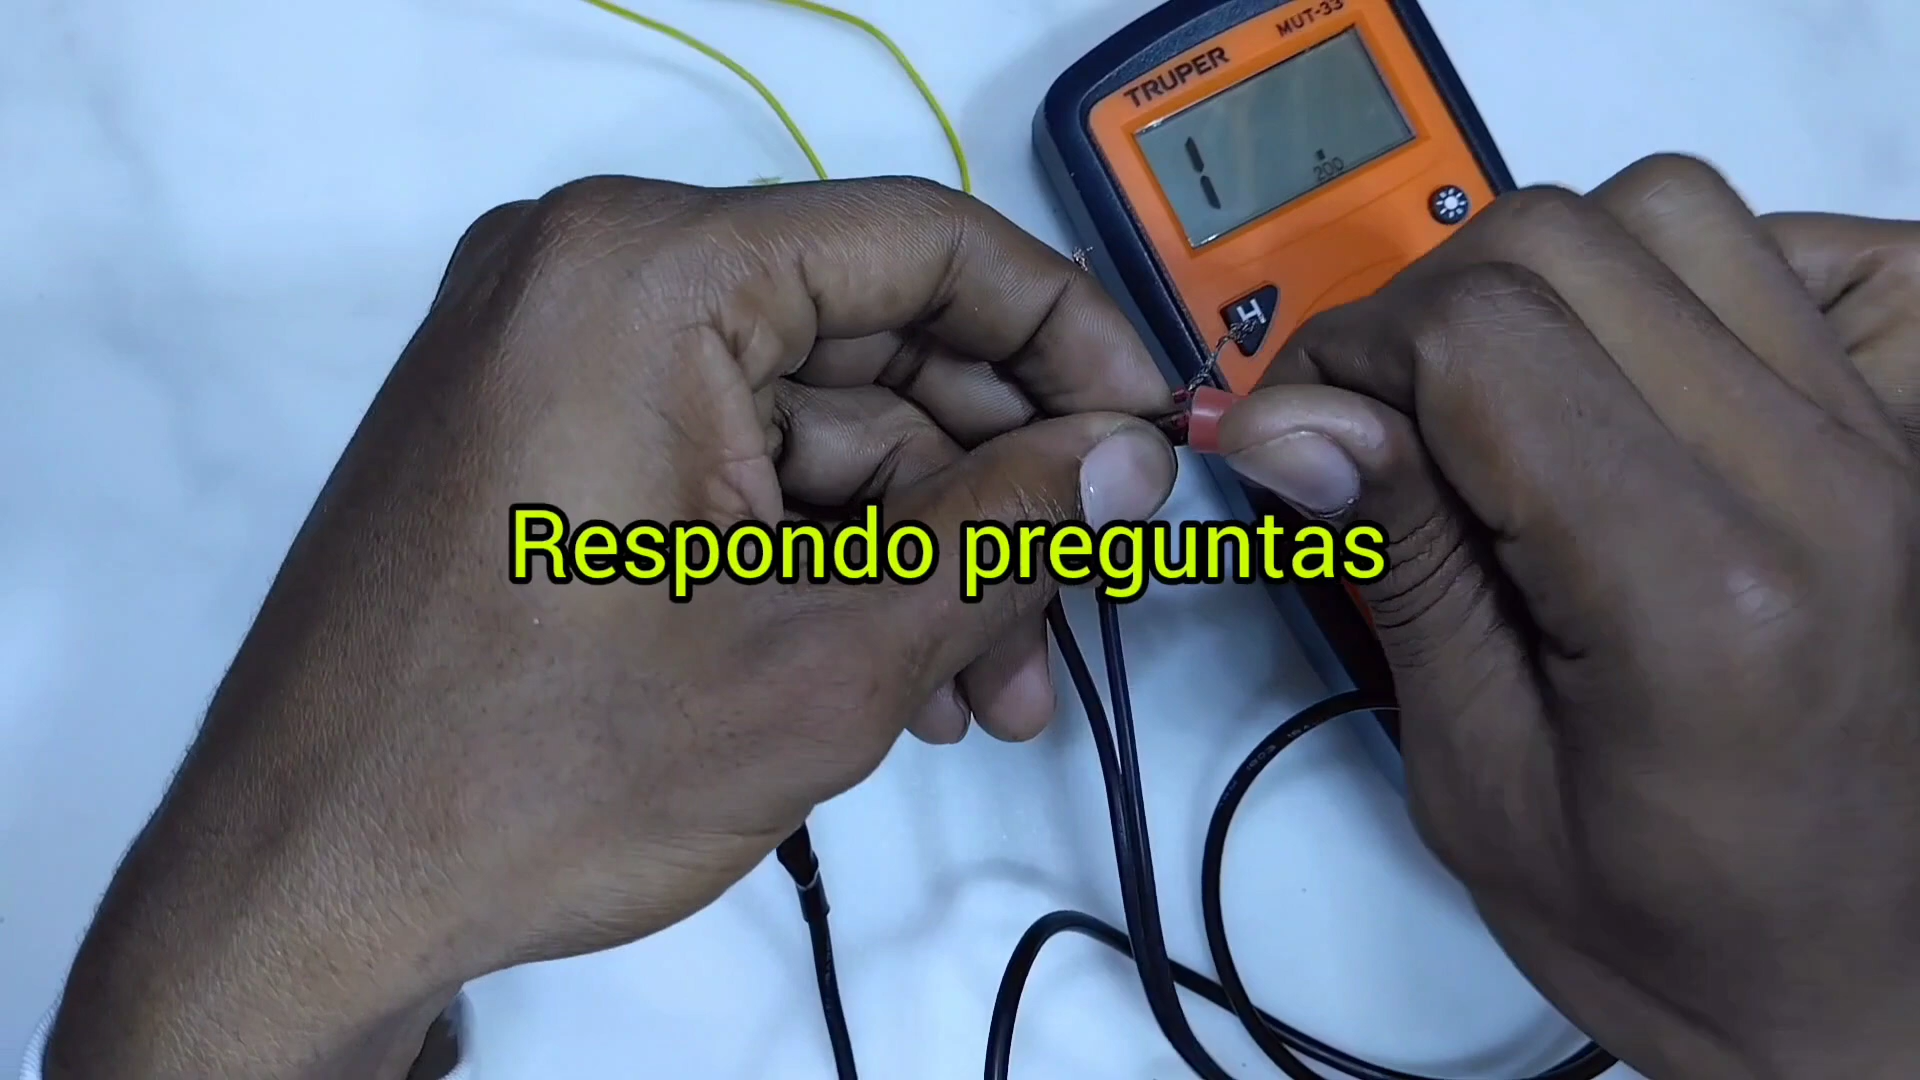 MUT-33
TRUPER
1
200
H
Respondo preguntas